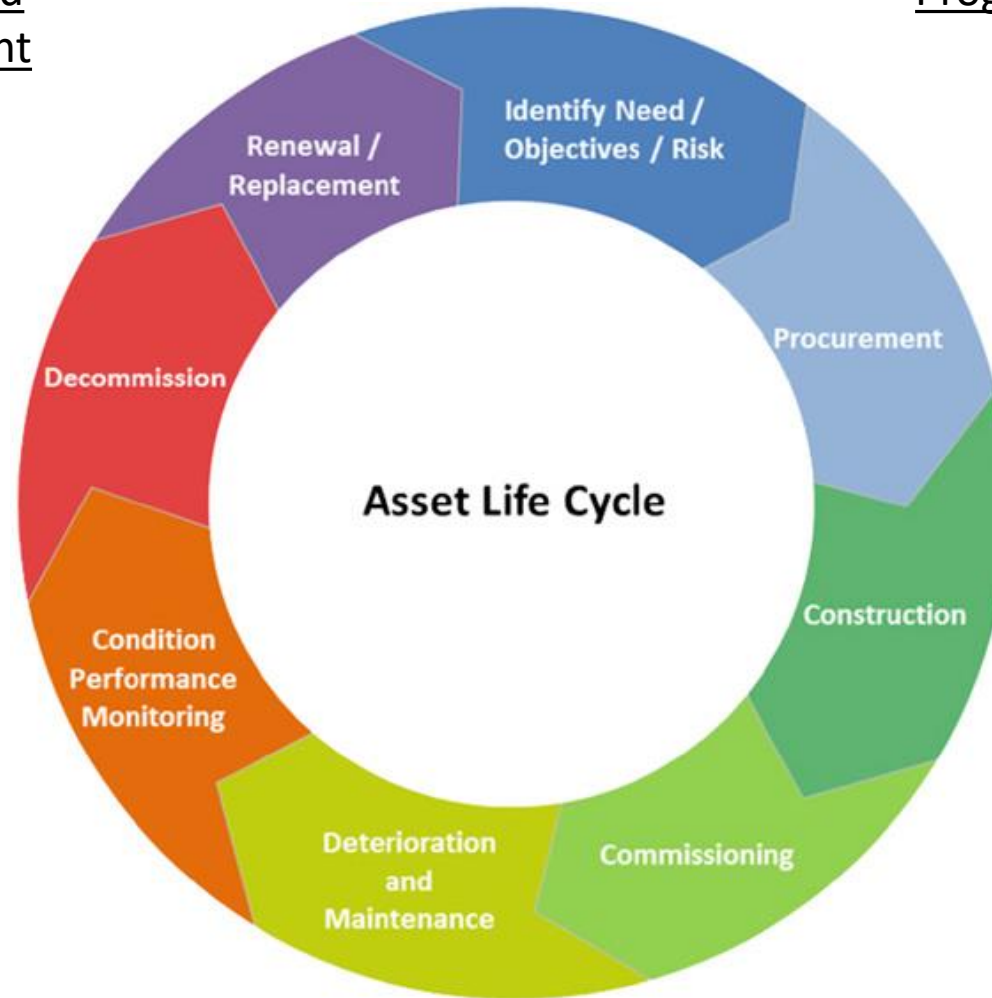 Identify Need /
Objectives / Risk
Procurement
Construction
Commissioning
Deterioration
and
Maintenance
Condition
Performance
Monitoring
Decommission
Renewal /
Replacement
Asset Life Cycle